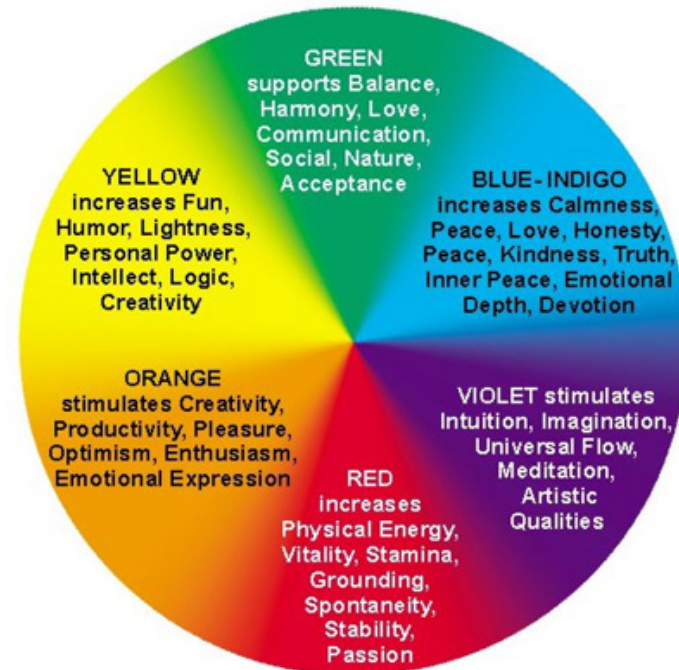 GREEN
supports Balance,
Harmony, Love,
Communication,
Social, Nature,
Acceptance
BLUE-INDIGO
increases Calmness,
Peace, Love, Honesty,
Peace, Kindness, Truth,
Inner Peace, Emotional
Depth, Devotion
VIOLET stimulates
Intuition, Imagination,
Universal Flow,
Meditation,
Artistic
Qualities
RED
increases
Physical Energy,
Vitality, Stamina,
Grounding,
Spontaneity,
Stability,
Passion
ORANGE
stimulates Creativity,
Productivity, Pleasure,
Optimism, Enthusiasm,
Emotional Expression
YELLOW
increases Fun,
Humor, Lightness,
Personal Power,
Intellect, Logic,
Creativity